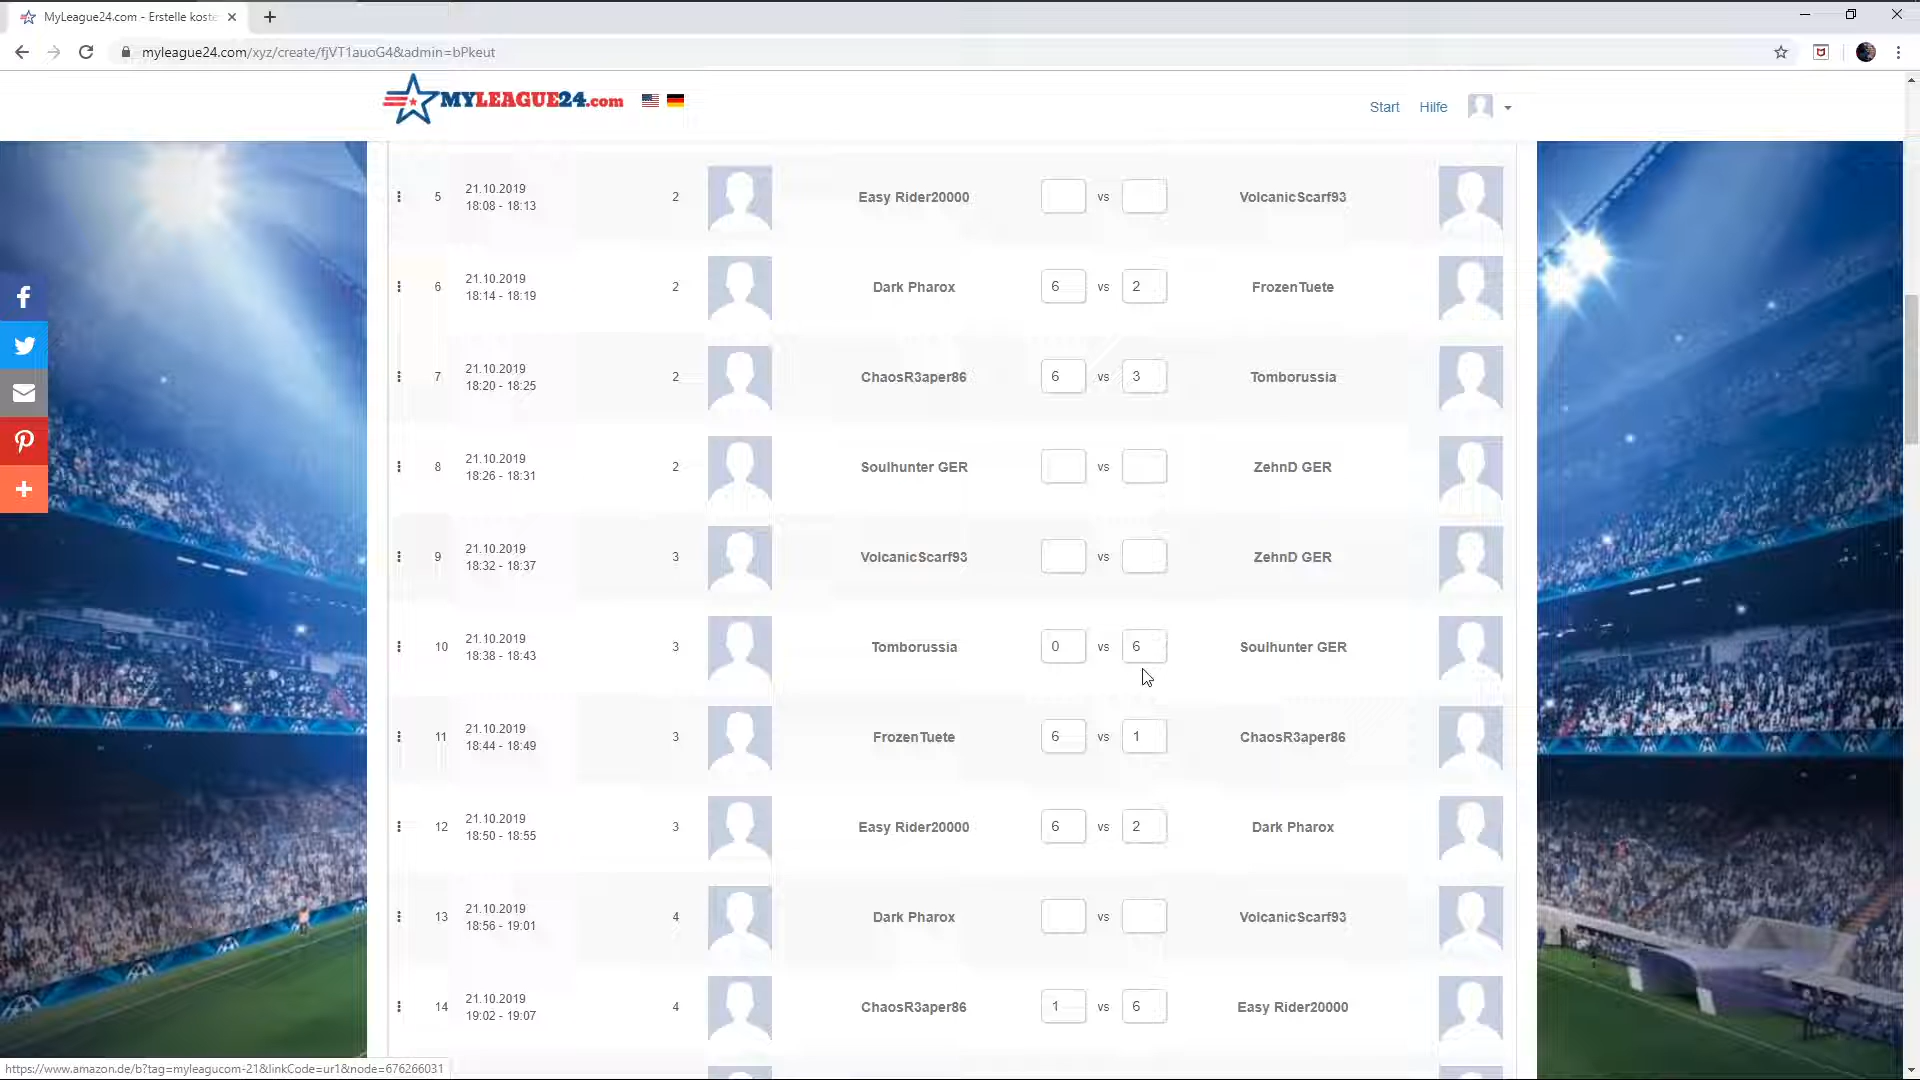 MyLeague24.com - Erstelle koste
myleague24.com/xyz/create/fjVT1auoG4&admin=bPkeut
MYLEAGUE24.com
Start Hilfe
5 21.10.2019 2 Easy Rider20000 vs VolcanicScarf93
18:08 - 18:13
6 21.10.2019 2 Dark Pharox 6 vs 2 FrozenTuete
18:14 - 18:19
7 21.10.2019 2 ChaosR3aper86 6 vs 3 Tomborussia
18:20 - 18:25
8 21.10.2019 2 Soulhunter GER vs ZehnD GER
18:26 - 18:31
9 21.10.2019 3 VolcanicScarf93 vs ZehnD GER
18:32 - 18:37
10 21.10.2019 3 Tomborussia 0 vs 6 Soulhunter GER
18:38 - 18:43
11 21.10.2019 3 FrozenTuete 6 vs 1 ChaosR3aper86
18:44 - 18:49
12 21.10.2019 3 Easy Rider20000 6 vs 2 Dark Pharox
18:50 - 18:55
13 21.10.2019 4 Dark Pharox vs VolcanicScarf93
18:56 - 19:01
14 21.10.2019 4 ChaosR3aper86 1 vs 6 Easy Rider20000
19:02 - 19:07
https://www.amazon.de/b?tag=myleagucom-21&linkCode=ur1&node=676266031